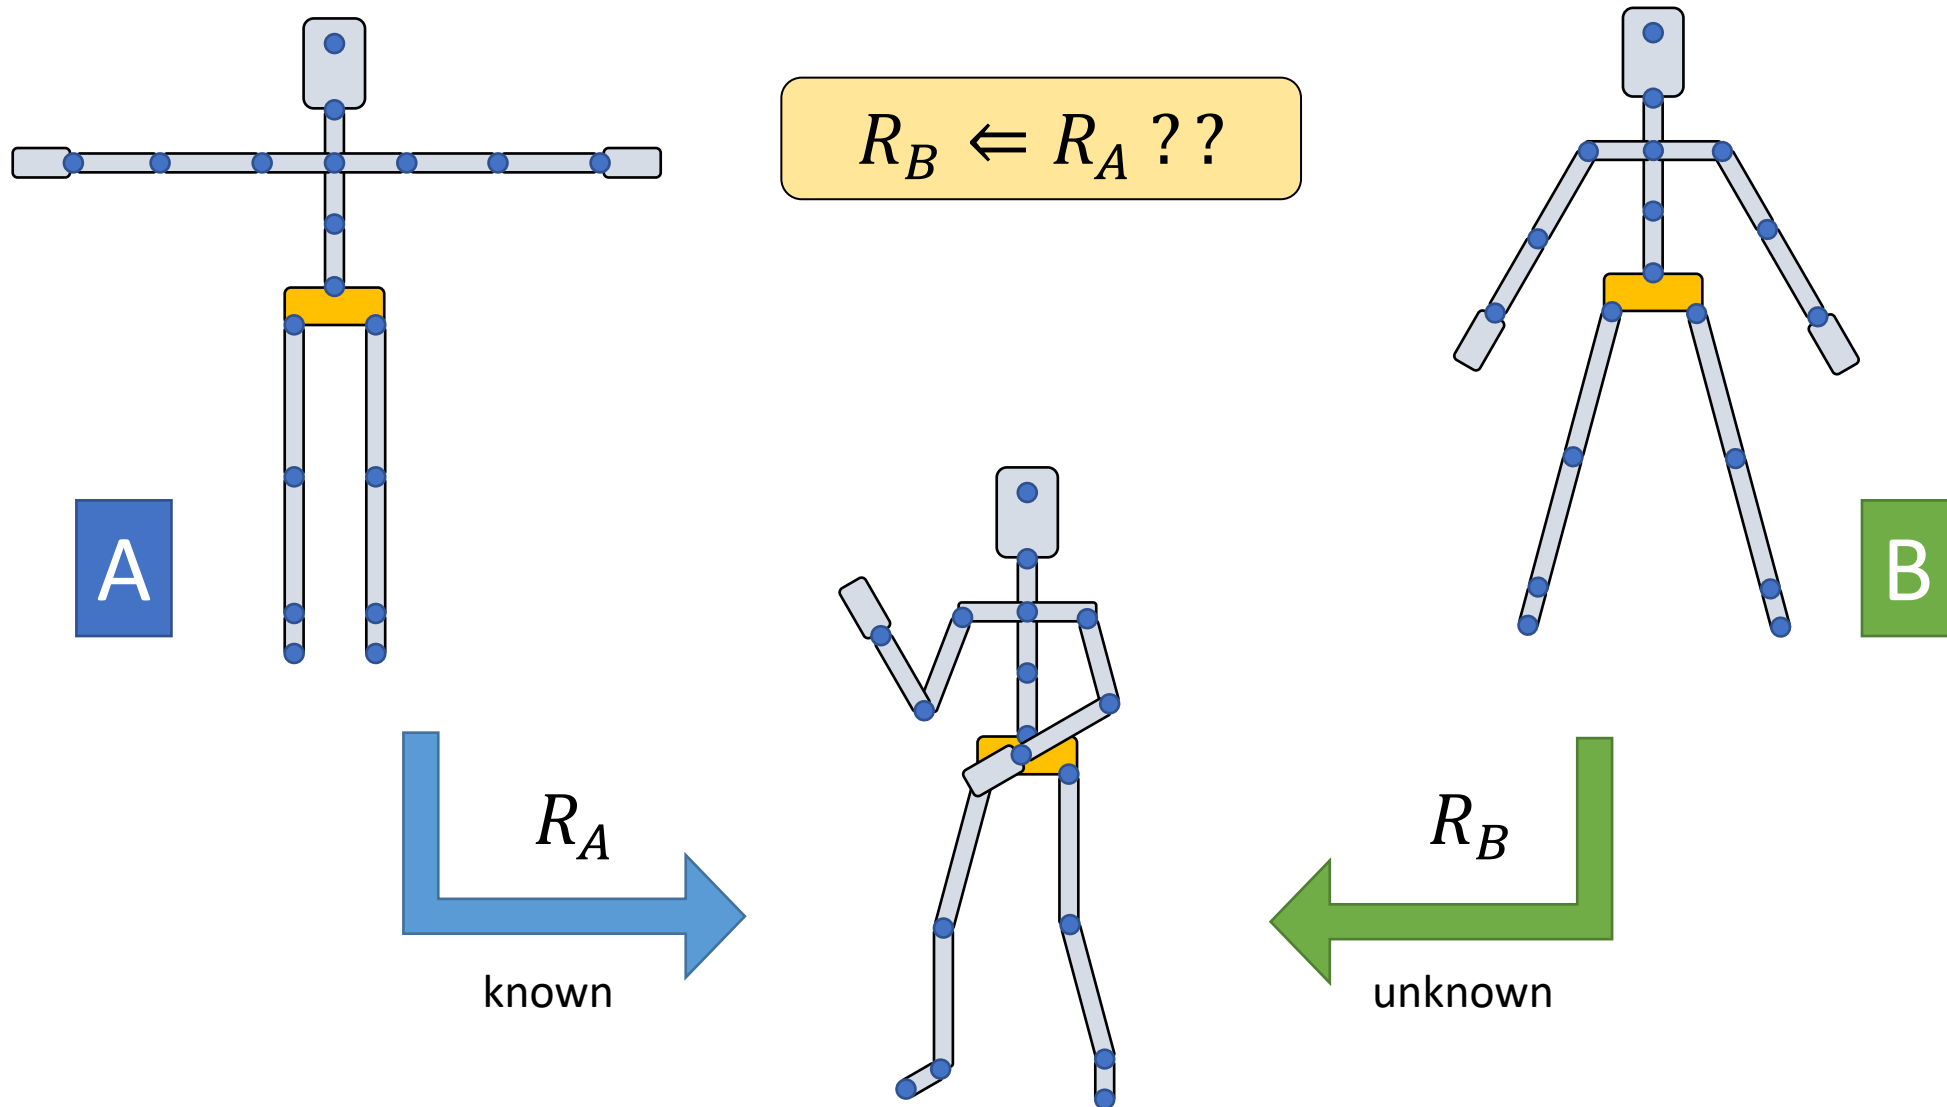 R_B ⇐ R_A ? ?
A
B
R_A
R_B
known
unknown